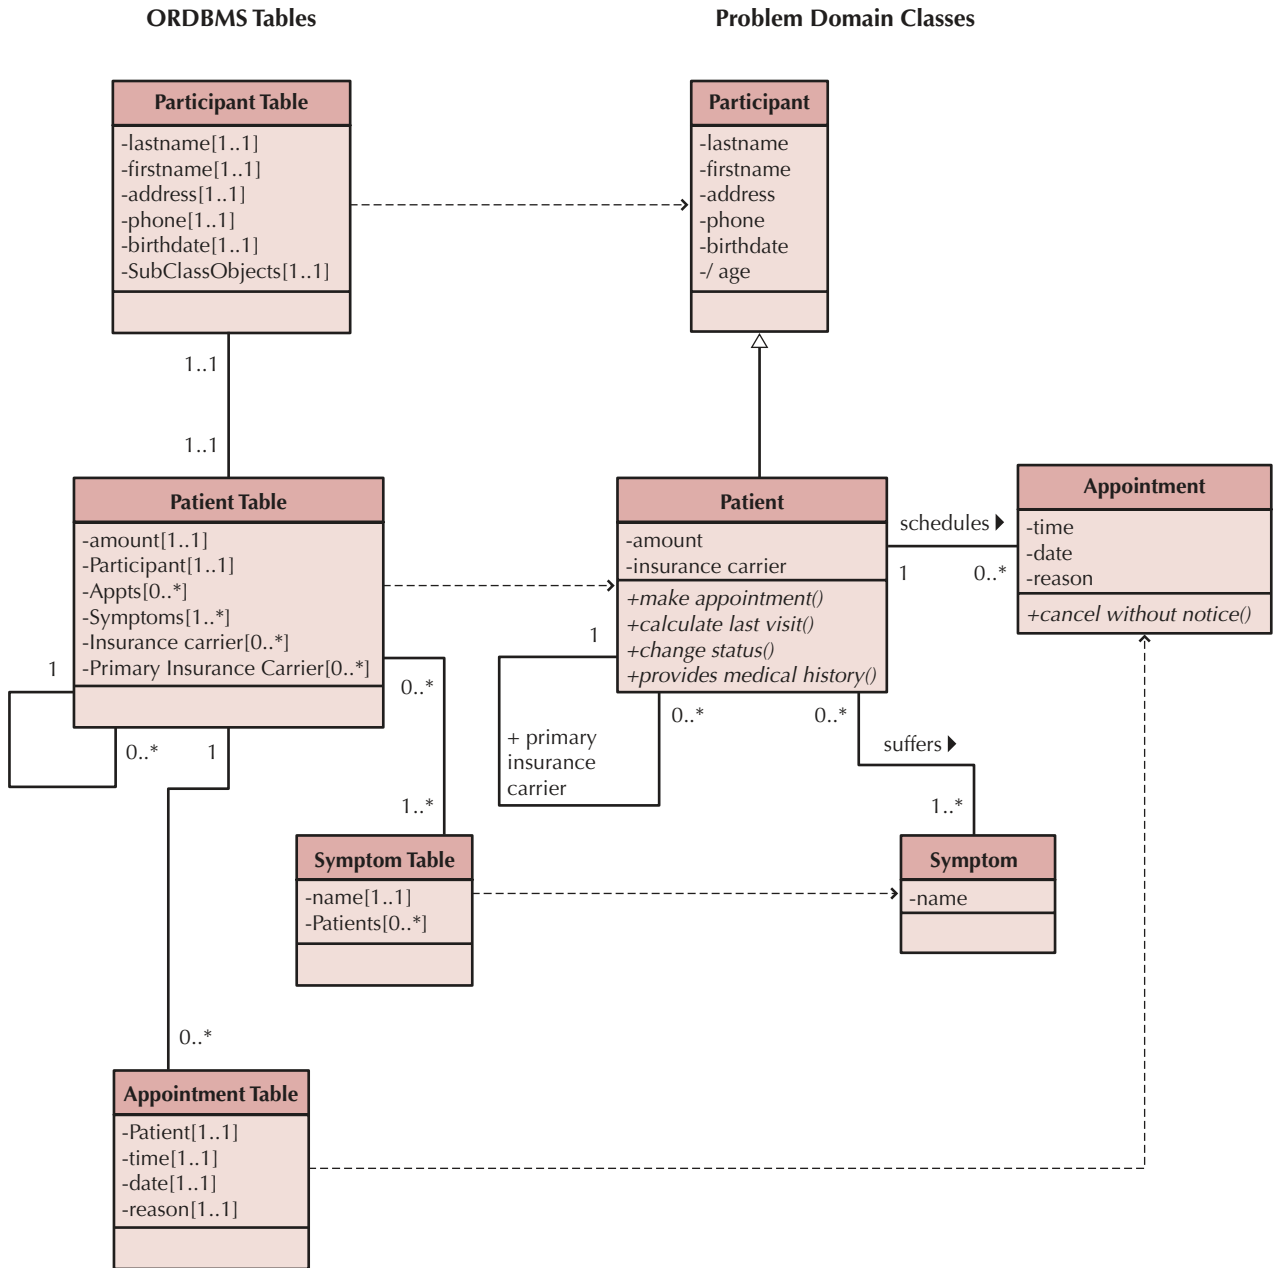 ORDBMS Tables
Problem Domain Classes
Participant Table
-lastname[1..1]
-firstname[1..1]
-address[1..1]
-phone[1..1]
-birthdate[1..1]
-SubClassObjects[1..1]
Participant
-lastname
-firstname
-address
-phone
-birthdate
-/ age
1..1
1..1
Patient Table
-amount[1..1]
-Participant[1..1]
-Appts[0..*]
-Symptoms[1..*]
-Insurance carrier[0..*]
-Primary Insurance Carrier[0..*]
1
0..*
1
0..*
1..*
Patient
-amount
-insurance carrier
+make appointment()
+calculate last visit()
+change status()
+provides medical history()
schedules
1
0..*
Appointment
-time
-date
-reason
+cancel without notice()
1
+ primary
insurance
carrier
0..*
0..*
suffers
1..*
Symptom Table
-name[1..1]
-Patients[0..*]
Symptom
-name
0..*
Appointment Table
-Patient[1..1]
-time[1..1]
-date[1..1]
-reason[1..1]